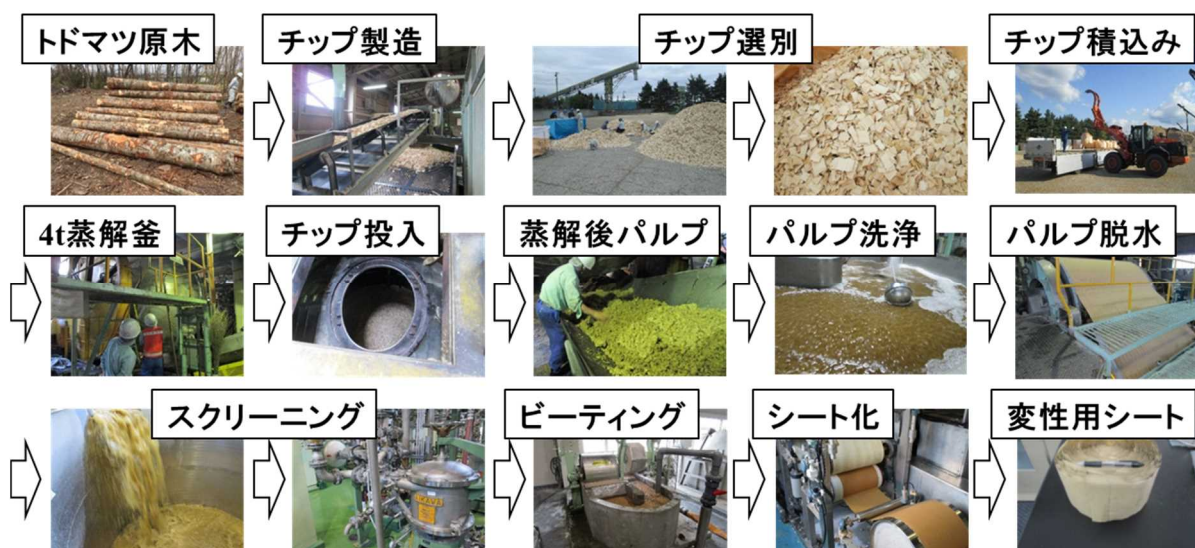 トドマツ原木
チップ製造
チップ選別
チップ積込み
4t蒸解釜
チップ投入
蒸解後パルプ
パルプ洗浄
パルプ脱水
スクリーニング
ビーティング
シート化
変性用シート